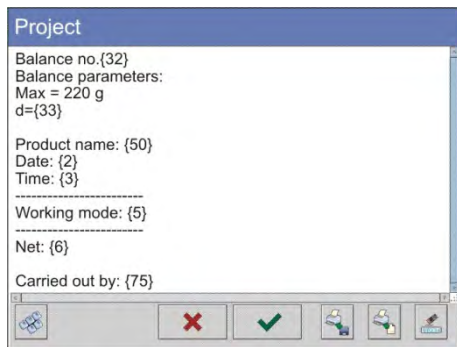 Project
Balance no.{32}
Balance parameters:
Max = 220 g
d={33}
Product name: {50}
Date: {2}
Time: {3}
------------------------
Working mode: {5}
------------------------
Net: {6}
Carried out by: {75}